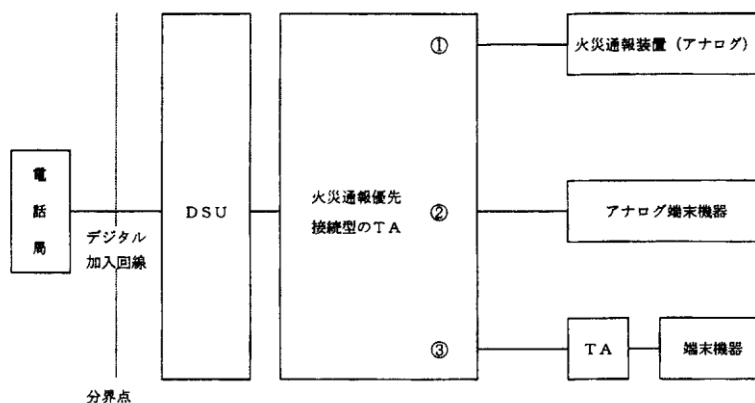 ①
火災通報装置（アナログ）
電話局
DSU
火災通報優先
接続型のTA
②
アナログ端末機器
デジタル
加入回線
③
TA
端末機器
分界点